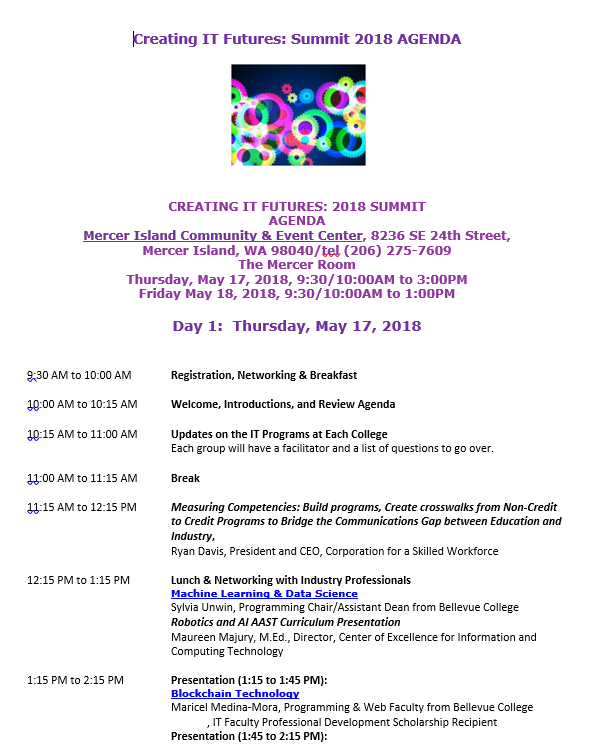 Creating IT Futures: Summit 2018 AGENDA
CREATING IT FUTURES: 2018 SUMMIT
AGENDA
Mercer Island Community & Event Center, 8236 SE 24th Street,
Mercer Island, WA 98040/tel (206) 275-7609
The Mercer Room
Thursday, May 17, 2018, 9:30/10:00AM to 3:00PM
Friday May 18, 2018, 9:30/10:00AM to 1:00PM
Day 1:  Thursday, May 17, 2018
9:30 AM to 10:00 AM Registration, Networking & Breakfast
10:00 AM to 10:15 AM Welcome, Introductions, and Review Agenda
10:15 AM to 11:00 AM Updates on the IT Programs at Each College
Each group will have a facilitator and a list of questions to go over.
11:00 AM to 11:15 AM Break
11:15 AM to 12:15 PM Measuring Competencies: Build programs, Create crosswalks from Non-Credit
to Credit Programs to Bridge the Communications Gap between Education and
Industry,
Ryan Davis, President and CEO, Corporation for a Skilled Workforce
12:15 PM to 1:15 PM Lunch & Networking with Industry Professionals
Machine Learning & Data Science
Sylvia Unwin, Programming Chair/Assistant Dean from Bellevue College
Robotics and AI AAST Curriculum Presentation
Maureen Majury, M.Ed., Director, Center of Excellence for Information and
Computing Technology
1:15 PM to 2:15 PM Presentation (1:15 to 1:45 PM):
Blockchain Technology
Maricel Medina-Mora, Programming & Web Faculty from Bellevue College
, IT Faculty Professional Development Scholarship Recipient
Presentation (1:45 to 2:15 PM):